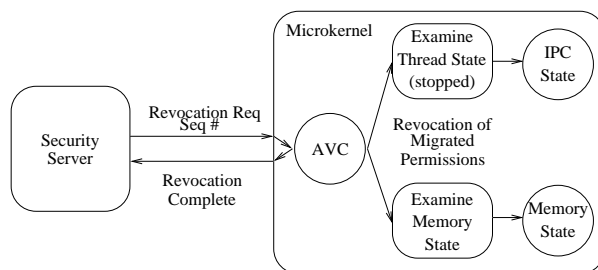 Microkernel
Examine
Thread State
(stopped)
IPC
State
Security
Server
Revocation Req
Seq #
Revocation
Complete
AVC
Revocation of
Migrated
Permissions
Examine
Memory
State
Memory
State